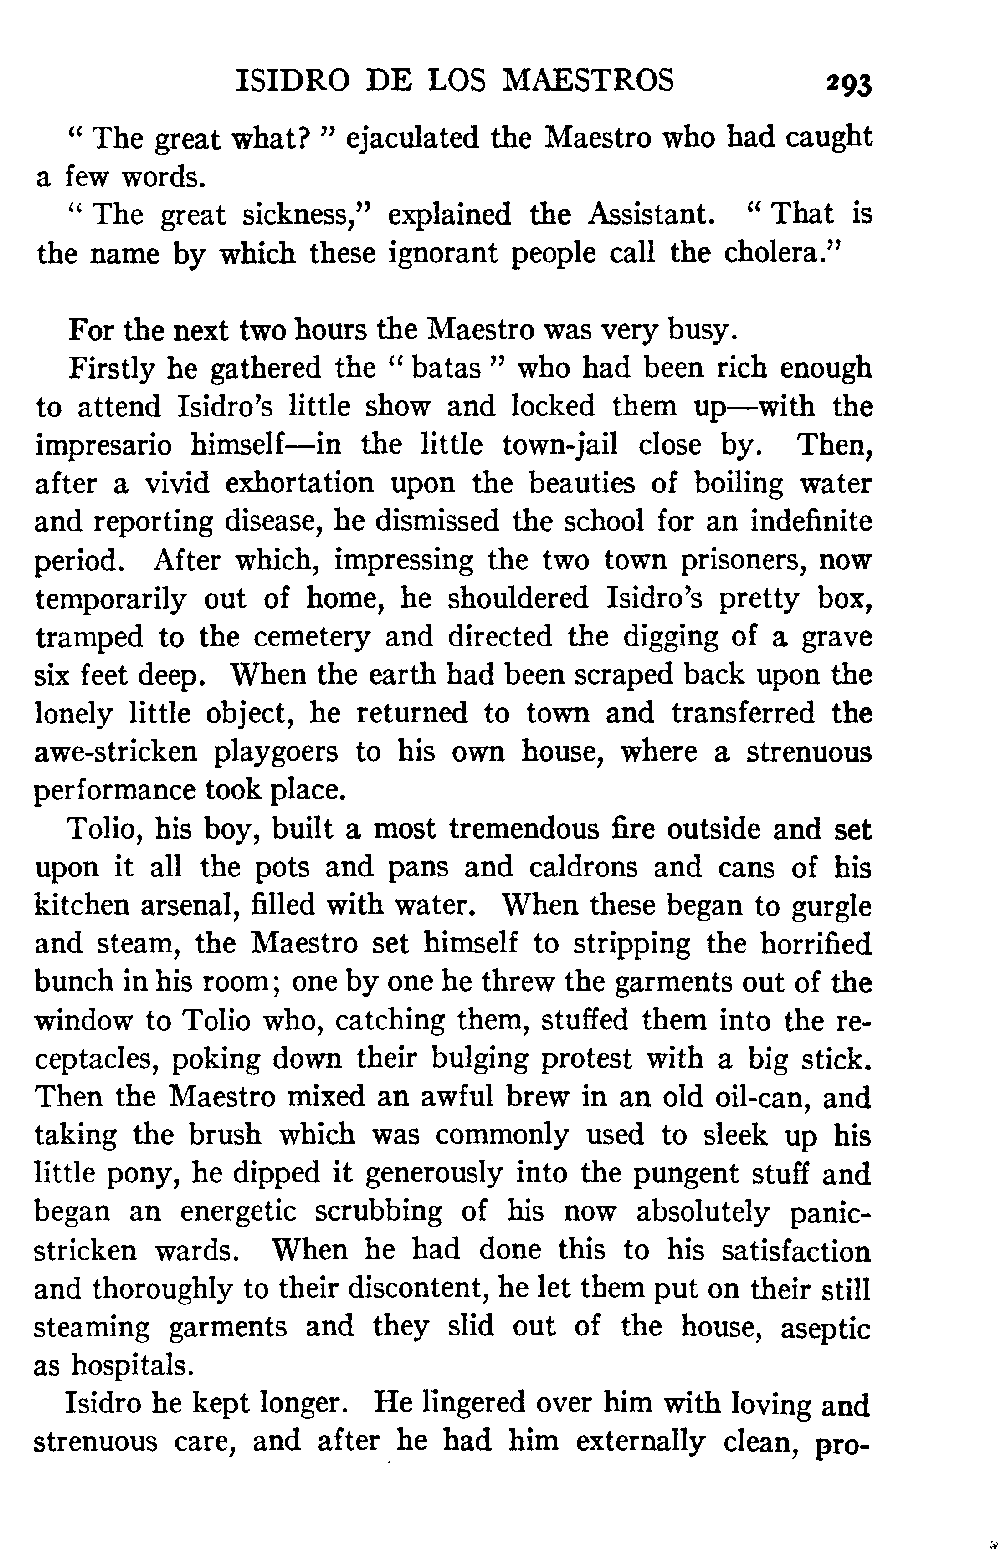 ISIDRO DE LOS MAESTROS 293
" The great what? " ejaculated the Maestro who had caught
a few words.
" The great sickness," explained the Assistant. " That is
the name by which these ignorant people call the cholera."
For the next two hours the Maestro was very busy.
Firstly he gathered the " batas " who had been rich enough
to attend Isidro's little show and locked them up—with the
impresario himself—in the little town-jail close by. Then,
after a vivid exhortation upon the beauties of boiling water
and reporting disease, he dismissed the school for an indefinite
period. After which, impressing the two town prisoners, now
temporarily out of home, he shouldered Isidro's pretty box,
tramped to the cemetery and directed the digging of a grave
six feet deep. When the earth had been scraped back upon the
lonely little object, he returned to town and transferred the
awe-stricken playgoers to his own house, where a strenuous
performance took place.
Tolio, his boy, built a most tremendous fire outside and set
upon it all the pots and pans and caldrons and cans of his
kitchen arsenal, filled with water. When these began to gurgle
and steam, the Maestro set himself to stripping the horrified
bunch in his room; one by one he threw the garments out of the
window to Tolio who, catching them, stuffed them into the re-
ceptacles, poking down their bulging protest with a big stick.
Then the Maestro mixed an awful brew in an old oil-can, and
taking the brush which was commonly used to sleek up his
little pony, he dipped it generously into the pungent stuff and
began an energetic scrubbing of his now absolutely panic-
stricken wards. When he had done this to his satisfaction
and thoroughly to their discontent, he let them put on their still
steaming garments and they slid out of the house, aseptic
as hospitals.
Isidro he kept longer. He lingered over him with loving and
strenuous care, and after he had him externally clean, pro-